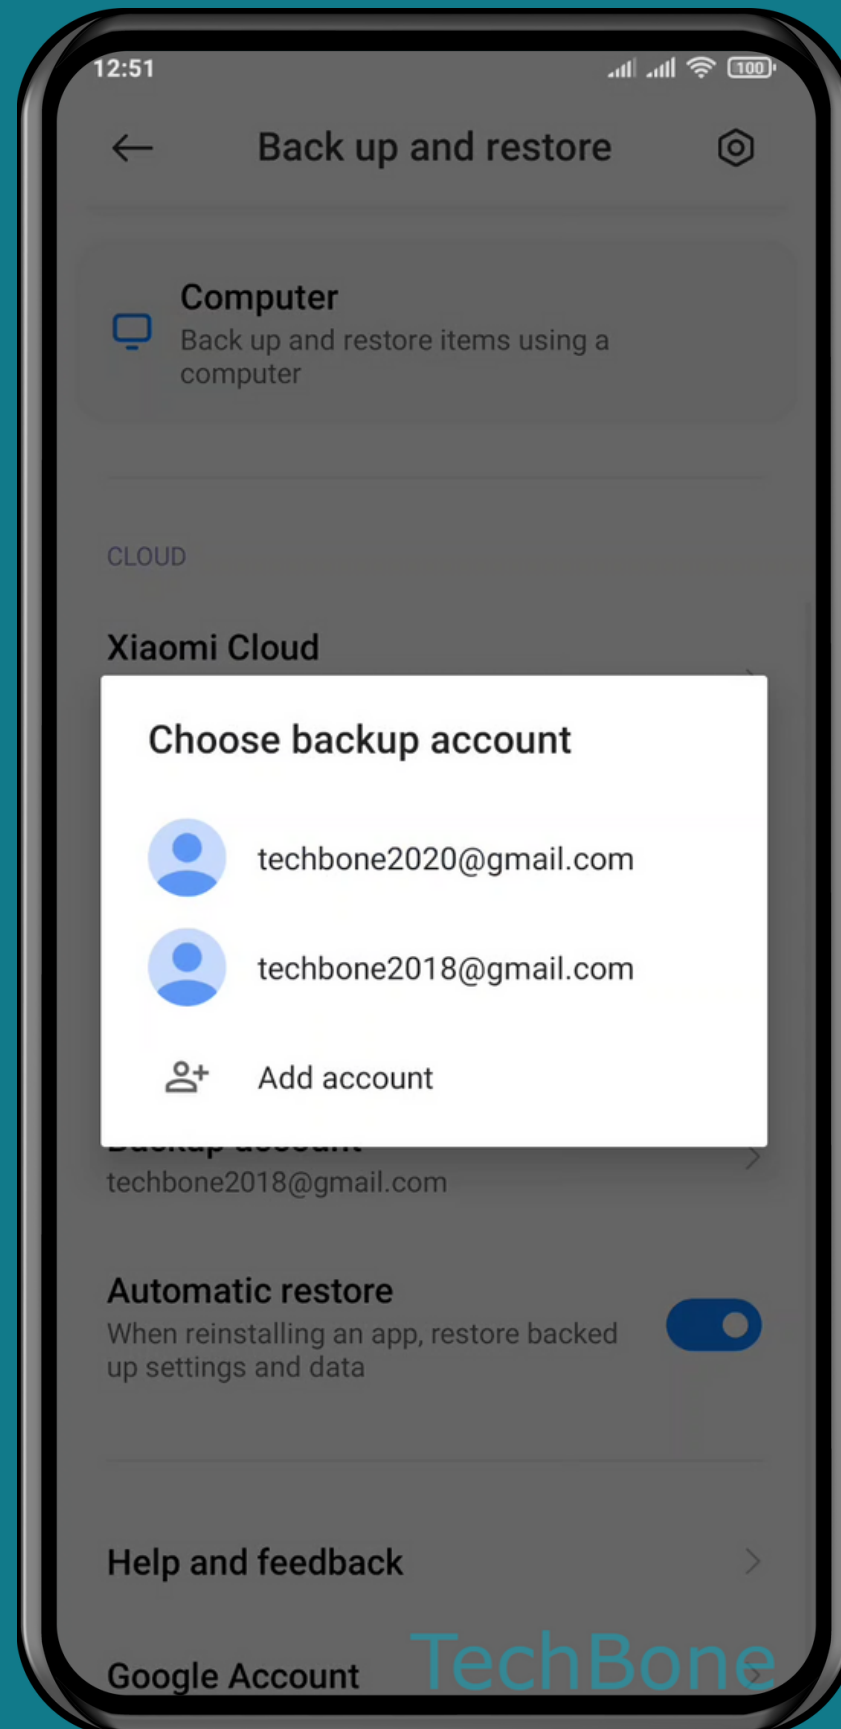 12:51
100
Back up and restore
Computer
Back up and restore items using a
computer
CLOUD
Xiaomi Cloud
Choose backup account
techbone2020@gmail.com
techbone2018@gmail.com
Add account
Backup account
techbone2018@gmail.com
Automatic restore
When reinstalling an app, restore backed
up settings and data
Help and feedback
Google Account
TechBone